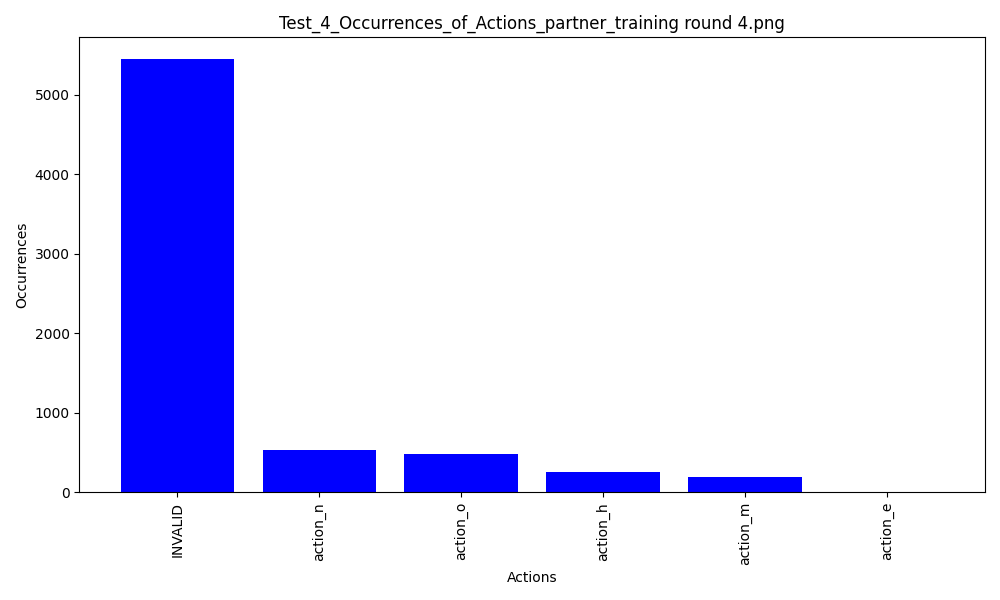 Test_4_Occurrences_of_Actions_partner_training round 4.png
Occurrences
5000
4000
3000
2000
1000
0
INVALID
action_n
action_o
action_h
action_m
action_e
Actions